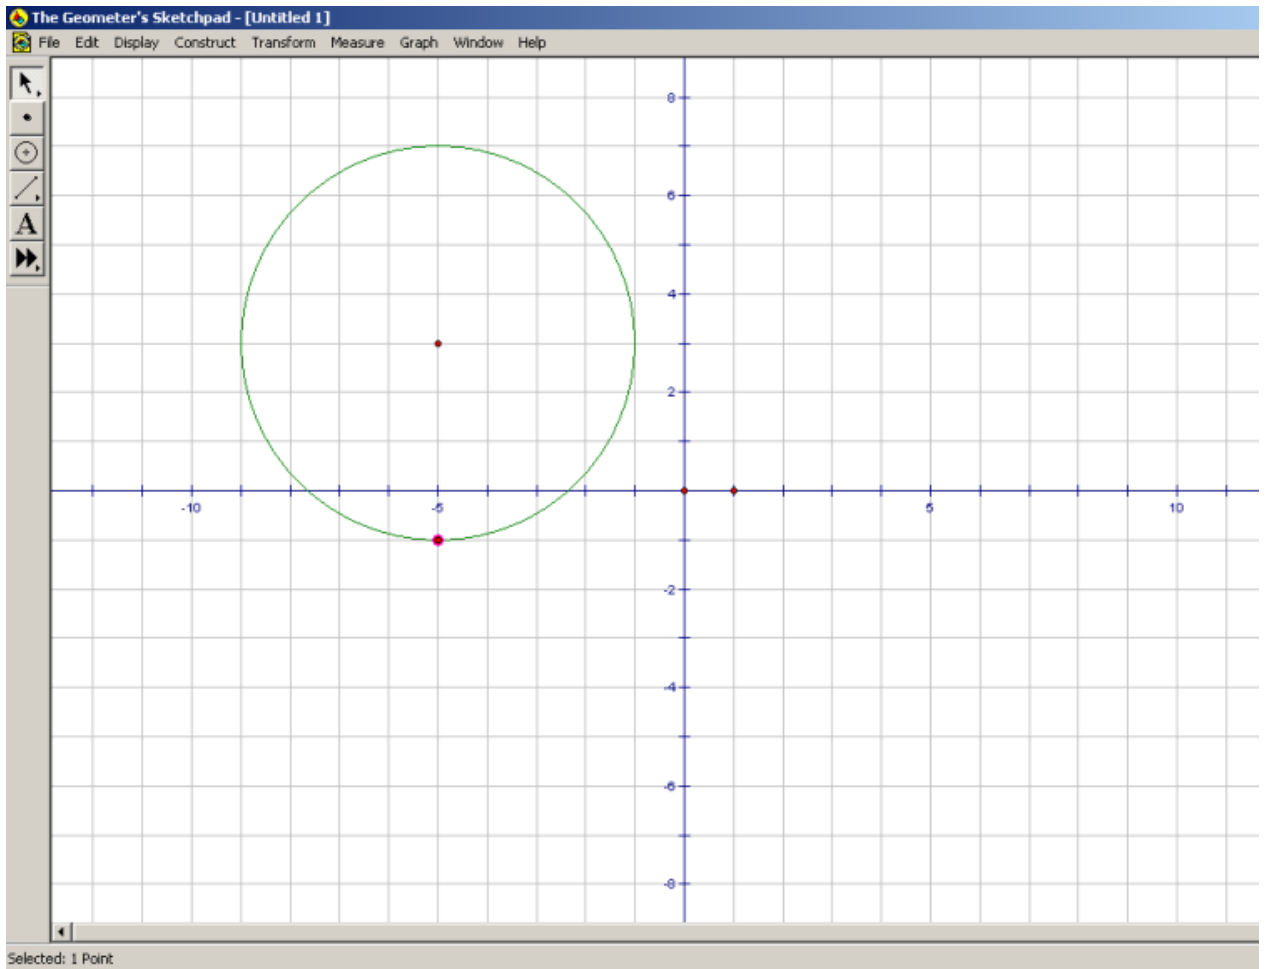 The Geometer's Sketchpad - [Untitled 1]
File Edit Display Construct Transform Measure Graph Window Help
A
8
6
4
2
-10 -5 5 10
-2
-4
-6
-8
Selected: 1 Point